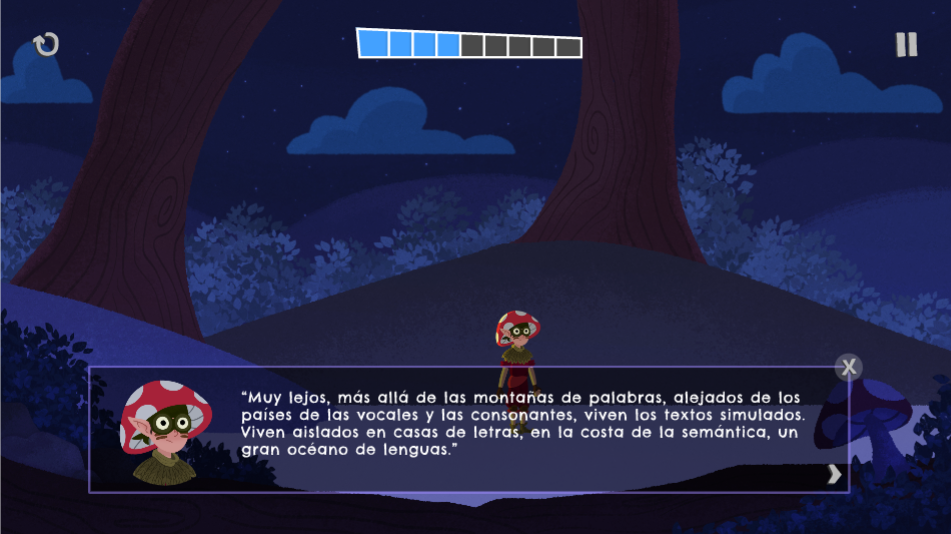 X
“Muy lejos, más allá de las montañas de palabras, alejados de los
países de las vocales y las consonantes, viven los textos simulados.
Viven aislados en casas de letras, en la costa de la semántica, un
gran océano de lenguas.”